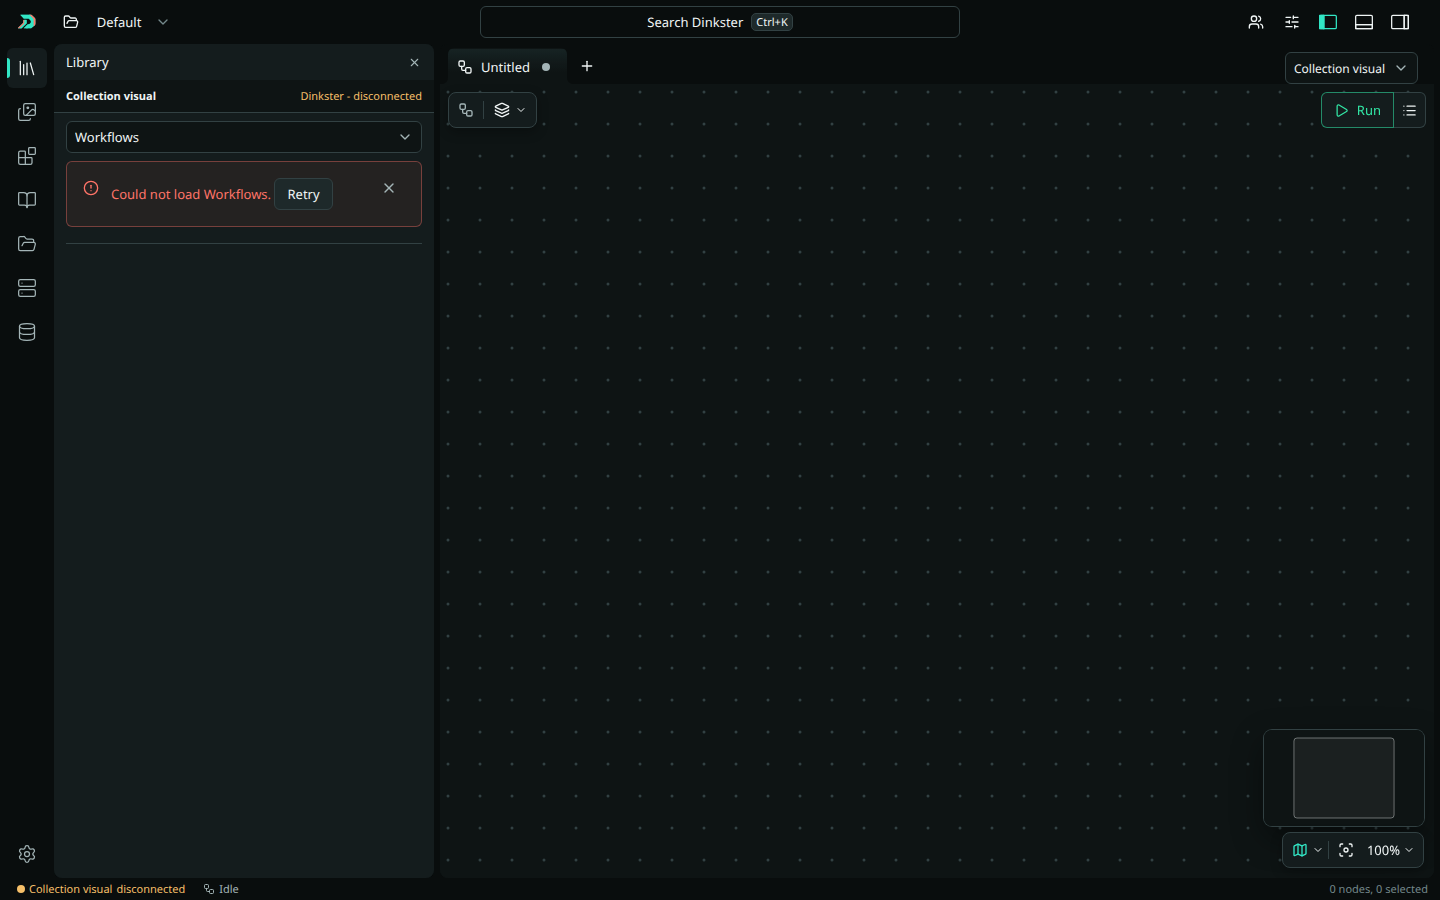 Default
Search Dinkster Ctrl+K
Library
Untitled
Collection visual
Collection visual Dinkster - disconnected
Run
Workflows
Could not load Workflows. Retry
100%
Collection visual disconnected
Idle
0 nodes, 0 selected